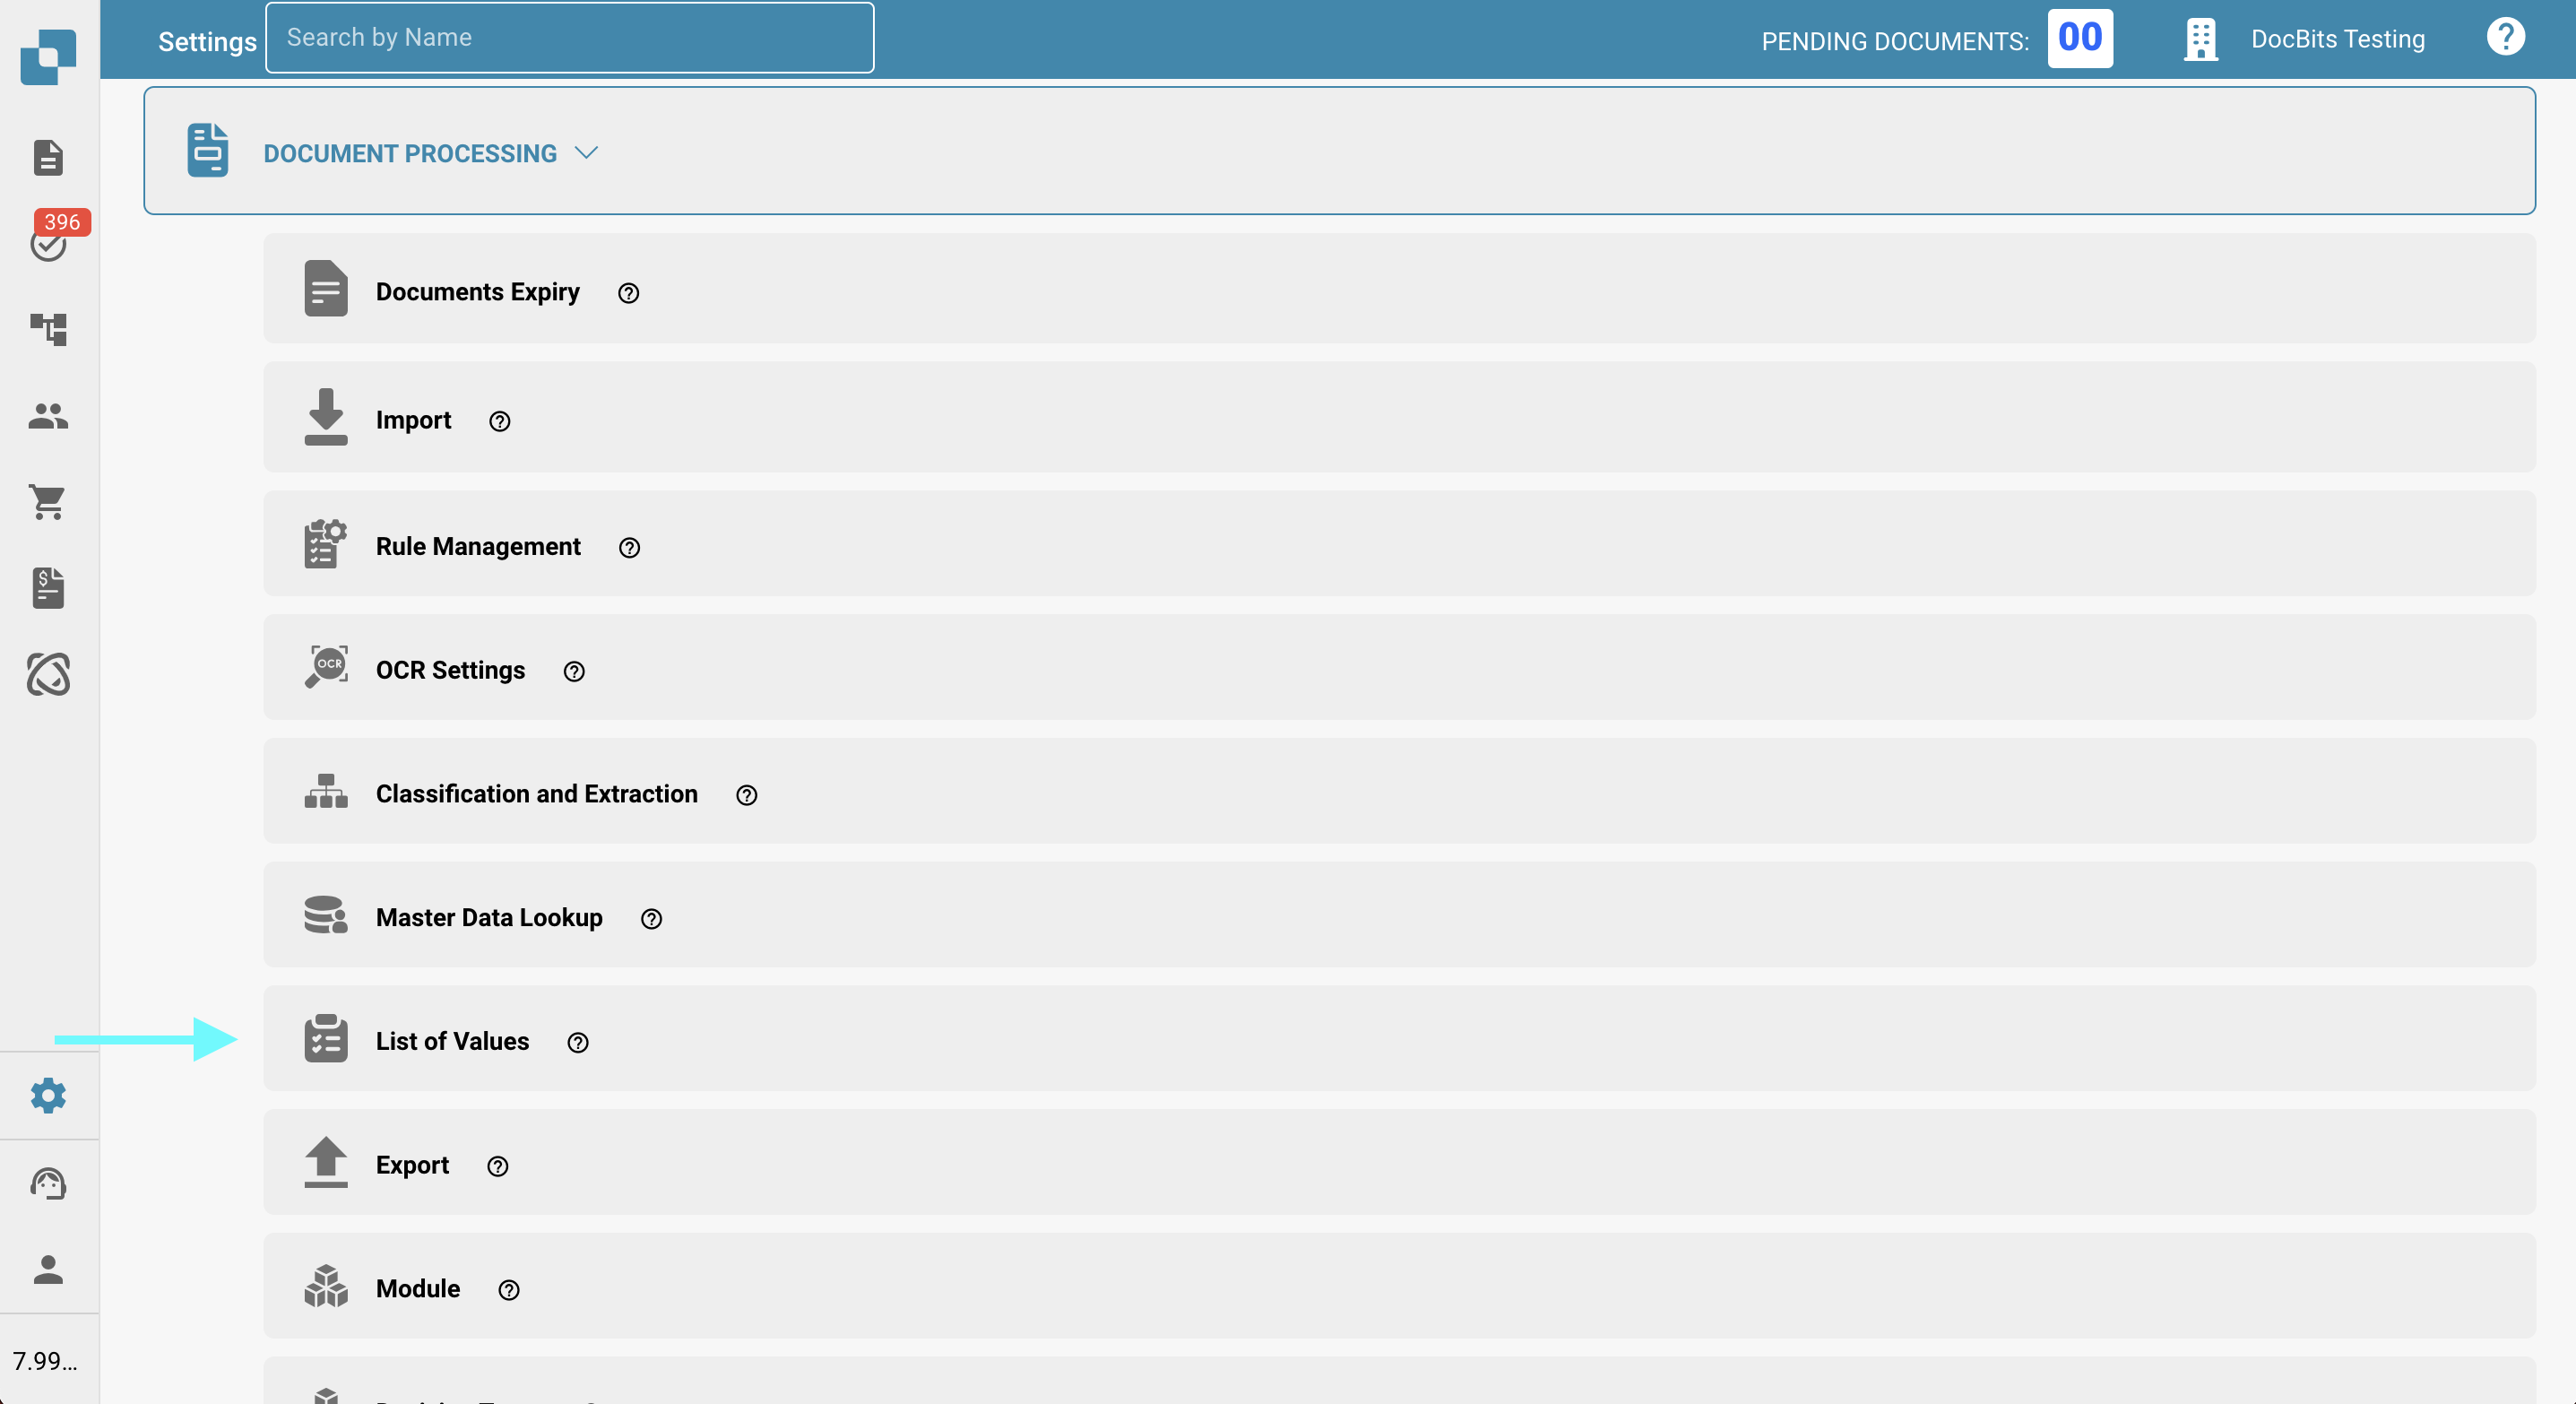 Settings
Search by Name
PENDING DOCUMENTS: 00
DocBits Testing
?
DOCUMENT PROCESSING
396
Documents Expiry
Import
Rule Management
OCR
OCR Settings
Classification and Extraction
Master Data Lookup
List of Values
Export
Module
7.99...